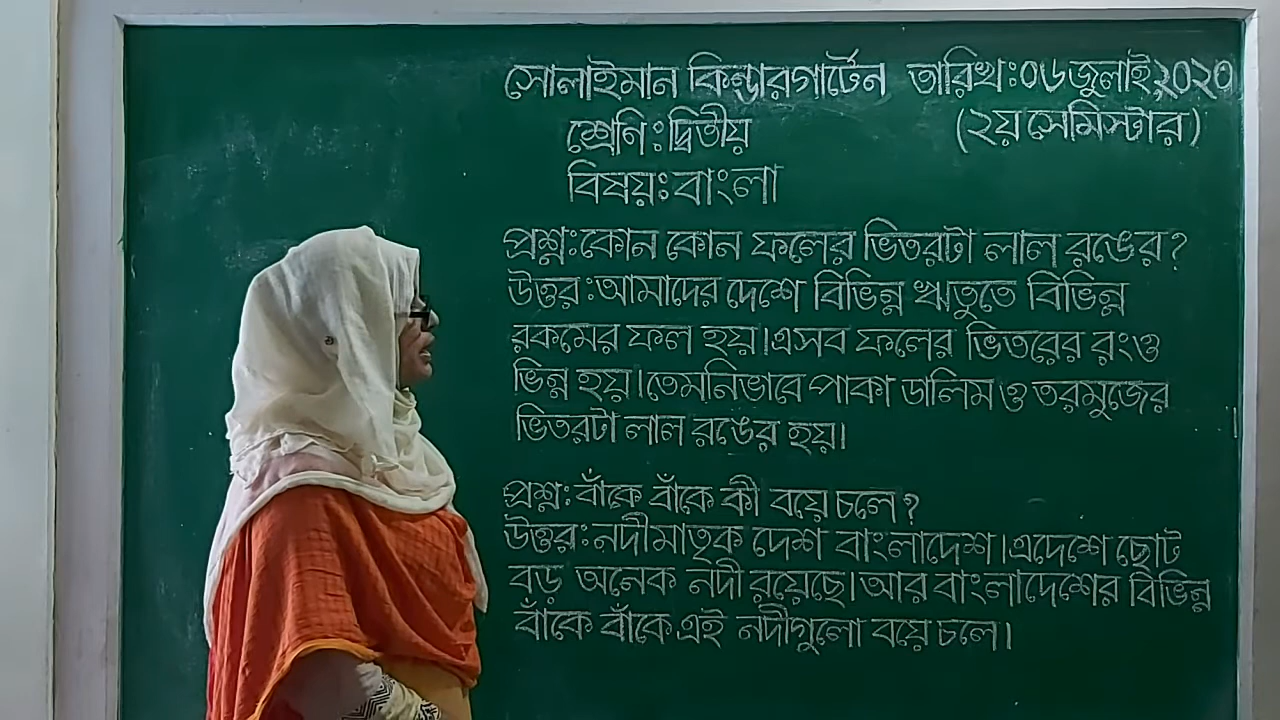 সোলাইমান কিন্ডারগার্টেন তারিখঃ০৬জুলাই,২০২০
শ্রেণি:দ্বিতীয় (২য় সেমিস্টার)
বিষয়ঃবাংলা
প্রশ্ন:কোন কোন ফলের ভিতরটা লাল রঙের?
উত্তর:আমাদের দেশে বিভিন্ন ঋতুতে বিভিন্ন
রকমের ফল হয়।এসব ফলের ভিতরের রংও
ভিন্ন হয়।তেমনিভাবে পাকা ডালিম ও তরমুজের
ভিতরটা লাল রঙের হয়।
প্রশ্ন: বাঁকে বাঁকে কী বয়ে চলে?
উত্তর:নদীমাতৃক দেশ বাংলাদেশ।এদেশে ছোট
বড় অনেক নদী রয়েছে।আর বাংলাদেশের বিভিন্ন
বাঁকে বাঁকে এই নদীগুলো বয়ে চলে।